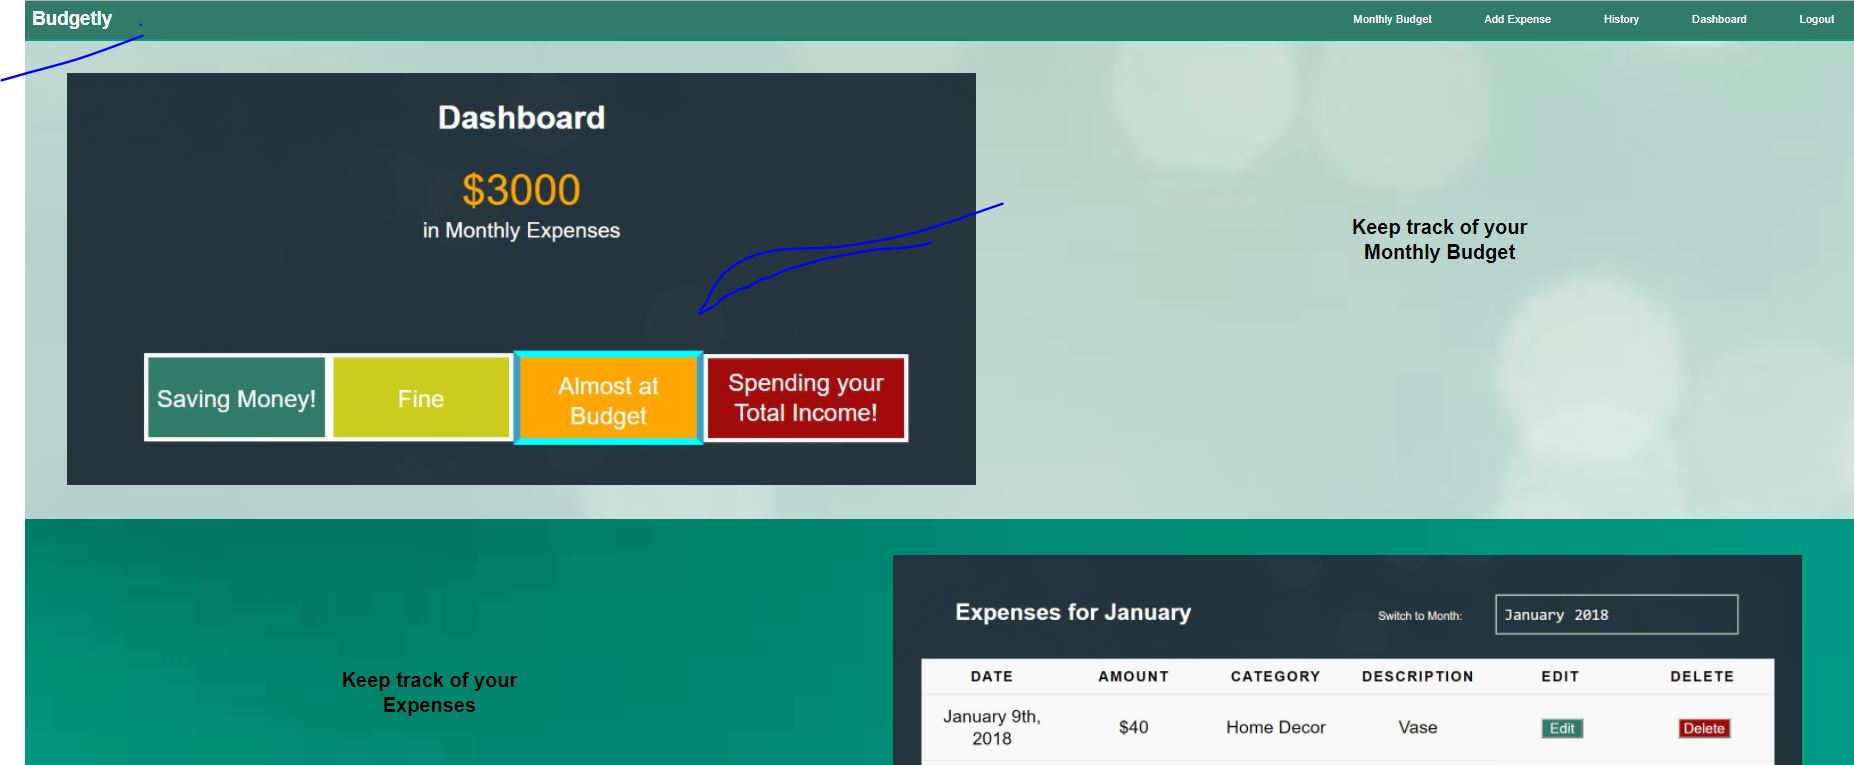 Budgetly
Monthly Budget
Add Expense
History
Dashboard
Logout
Dashboard
$3000
in Monthly Expenses
Saving Money!
Fine
Almost at
Budget
Spending your
Total Income!
Keep track of your
Monthly Budget
Keep track of your
Expenses
Expenses for January
Switch to Month:
January 2018
DATE AMOUNT CATEGORY DESCRIPTION EDIT DELETE
January 9th,
2018
$40
Home Decor
Vase
Edit
Delete